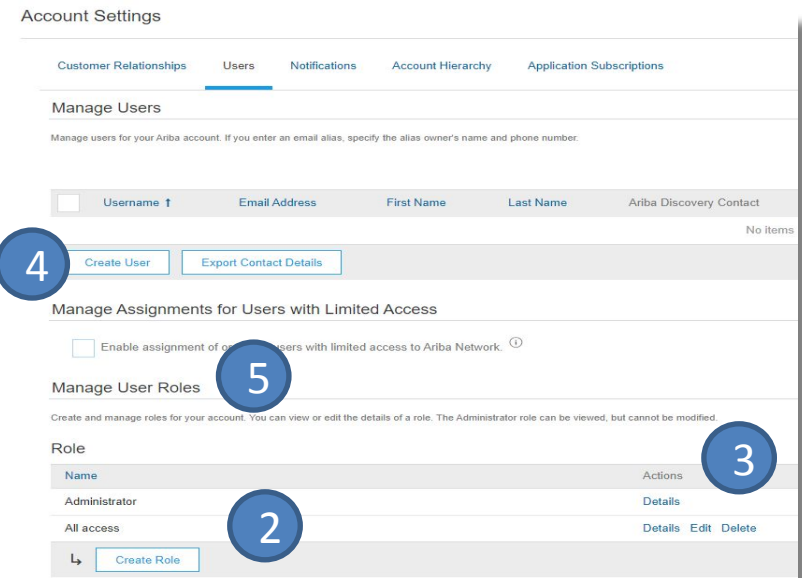 Account Settings
Customer Relationships Users Notifications Account Hierarchy Application Subscriptions
Manage Users
Manage users for your Ariba account. If you enter an email alias, specify the alias owner's name and phone number.
Username ↑ Email Address First Name Last Name Ariba Discovery Contact
No items
4 Create User Export Contact Details
Manage Assignments for Users with Limited Access
Enable assignment of users with limited access to Ariba Network.
5
Manage User Roles
Create and manage roles for your account. You can view or edit the details of a role. The Administrator role can be viewed, but cannot be modified.
Role
3
Name Actions
Administrator Details
2
All access Details Edit Delete
Create Role